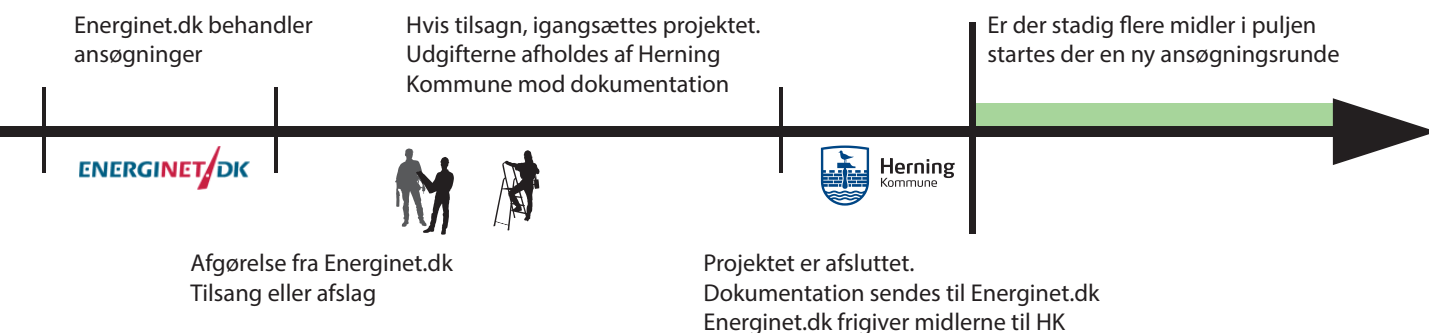 Energinet.dk behandler
ansøgninger
Hvis tilsagn, igangsættes projektet.
Udgifterne afholdes af Herning
Kommune mod dokumentation
Er der stadig flere midler i puljen
startes der en ny ansøgningsrunde
ENERGINET/DK
Herning
Kommune
Afgørelse fra Energinet.dk
Tilsang eller afslag
Projektet er afsluttet.
Dokumentation sendes til Energinet.dk
Energinet.dk frigiver midlerne til HK